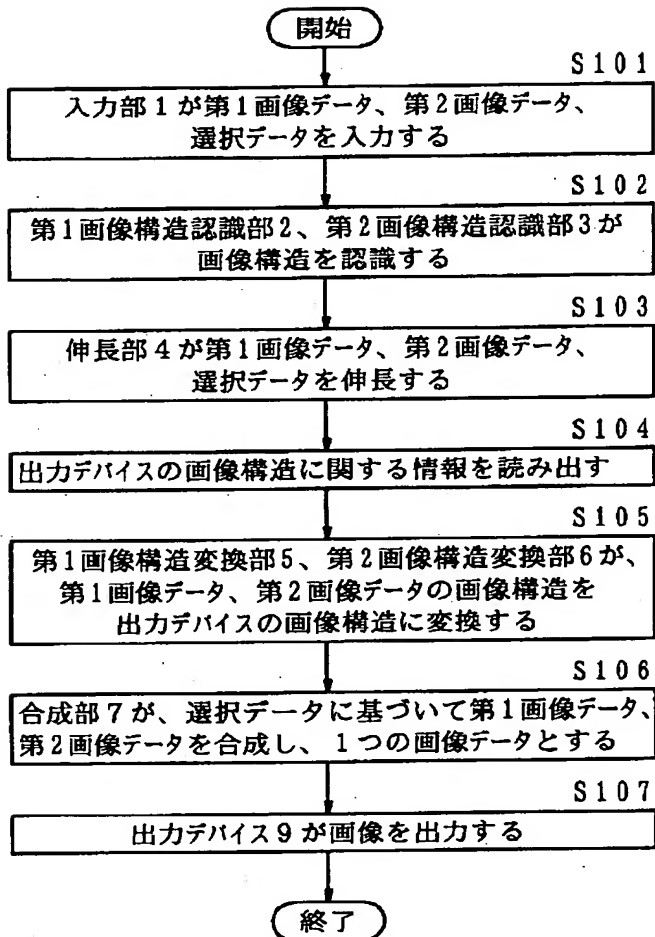 開始
S101
入力部1が第1画像データ、第2画像データ、
選択データを入力する
S102
第1画像構造認識部2、第2画像構造認識部3が
画像構造を認識する
S103
伸長部4が第1画像データ、第2画像データ、
選択データを伸長する
S104
出力デバイスの画像構造に関する情報を読み出す
S105
第1画像構造変換部5、第2画像構造変換部6が、
第1画像データ、第2画像データの画像構造を
出力デバイスの画像構造に変換する
S106
合成部7が、選択データに基づいて第1画像データ、
第2画像データを合成し、1つの画像データとする
S107
出力デバイス9が画像を出力する
終了